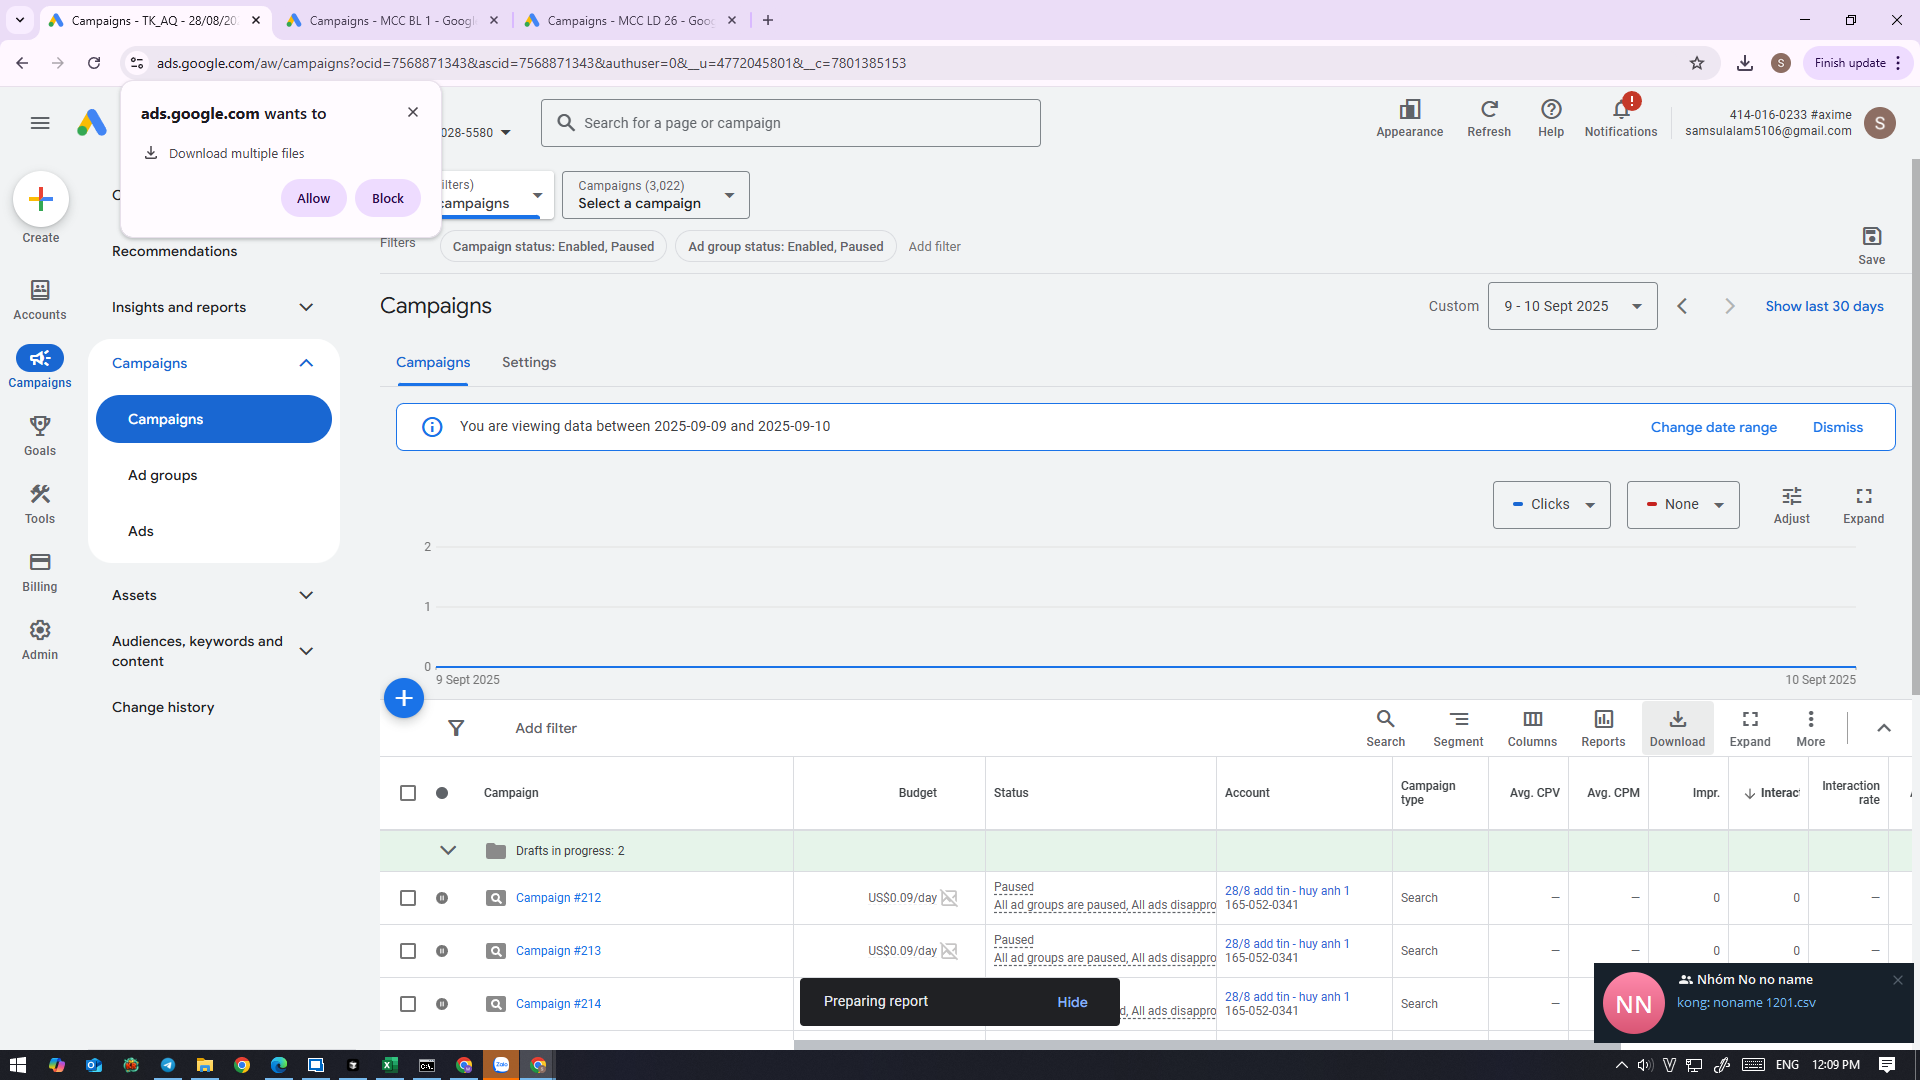 Campaigns - TK_AQ - 28/08/20
Campaigns - MCC BL 1 - Googl
Campaigns - MCC LD 26 - Goo
ads.google.com/aw/campaigns?ocid=7568871343&ascid=7568871343&authuser=0&__u=4772045801&__c=7801385153
S
Finish update
ads.google.com wants to
Download multiple files
Allow
Block
028-5580
Search for a page or campaign
Appearance
Refresh
Help
Notifications
414-016-0233 #axime
samsulalam5106@gmail.com
S
Create
Accounts
Campaigns
Goals
Tools
Billing
Admin
Recommendations
Insights and reports
Campaigns
Campaigns
Ad groups
Ads
Assets
Audiences, keywords and
content
Change history
ilters)
campaigns
Campaigns (3,022)
Select a campaign
Filters
Campaign status: Enabled, Paused
Ad group status: Enabled, Paused
Add filter
Save
Campaigns
Custom
9 - 10 Sept 2025
Show last 30 days
Campaigns
Settings
You are viewing data between 2025-09-09 and 2025-09-10
Change date range
Dismiss
Clicks
None
Adjust
Expand
2
1
0
9 Sept 2025
10 Sept 2025
Add filter
Search
Segment
Columns
Reports
Download
Expand
More
Campaign
Budget
Status
Account
Campaign
type
Avg. CPV
Avg. CPM
Impr.
Interac
Interaction
rate
Drafts in progress: 2
Campaign #212
US$0.09/day
Paused
All ad groups are paused, All ads disappro
28/8 add tin - huy anh 1
165-052-0341
Search
—
—
0
0
—
Campaign #213
US$0.09/day
Paused
All ad groups are paused, All ads disappro
28/8 add tin - huy anh 1
165-052-0341
Search
—
—
0
0
—
Campaign #214
d, All ads disappro
28/8 add tin - huy anh 1
165-052-0341
Search
—
Preparing report
Hide
NN
Nhóm No no name
kong: noname 1201.csv
ENG
12:09 PM